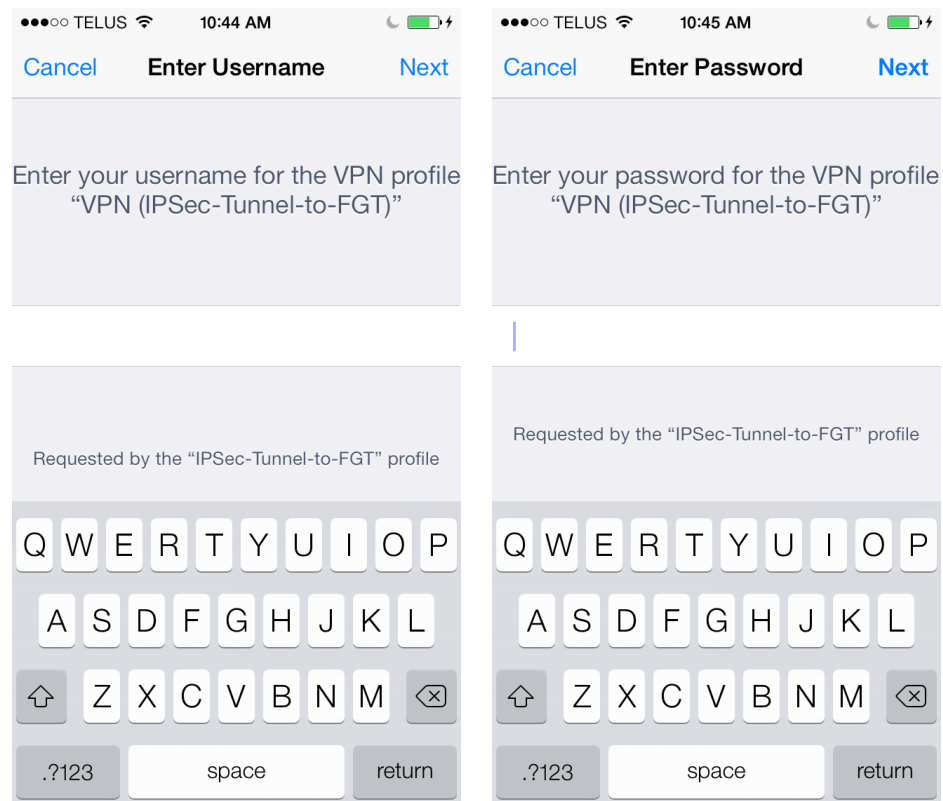 TELUS 10:44 AM
Cancel Enter Username Next
Enter your username for the VPN profile
“VPN (IPSec-Tunnel-to-FGT)”
Requested by the “IPSec-Tunnel-to-FGT” profile
Q W E R T Y U I O P
A S D F G H J K L
Z X C V B N M
.?123 space return
TELUS 10:45 AM
Cancel Enter Password Next
Enter your password for the VPN profile
“VPN (IPSec-Tunnel-to-FGT)”
Requested by the “IPSec-Tunnel-to-FGT” profile
Q W E R T Y U I O P
A S D F G H J K L
Z X C V B N M
.?123 space return